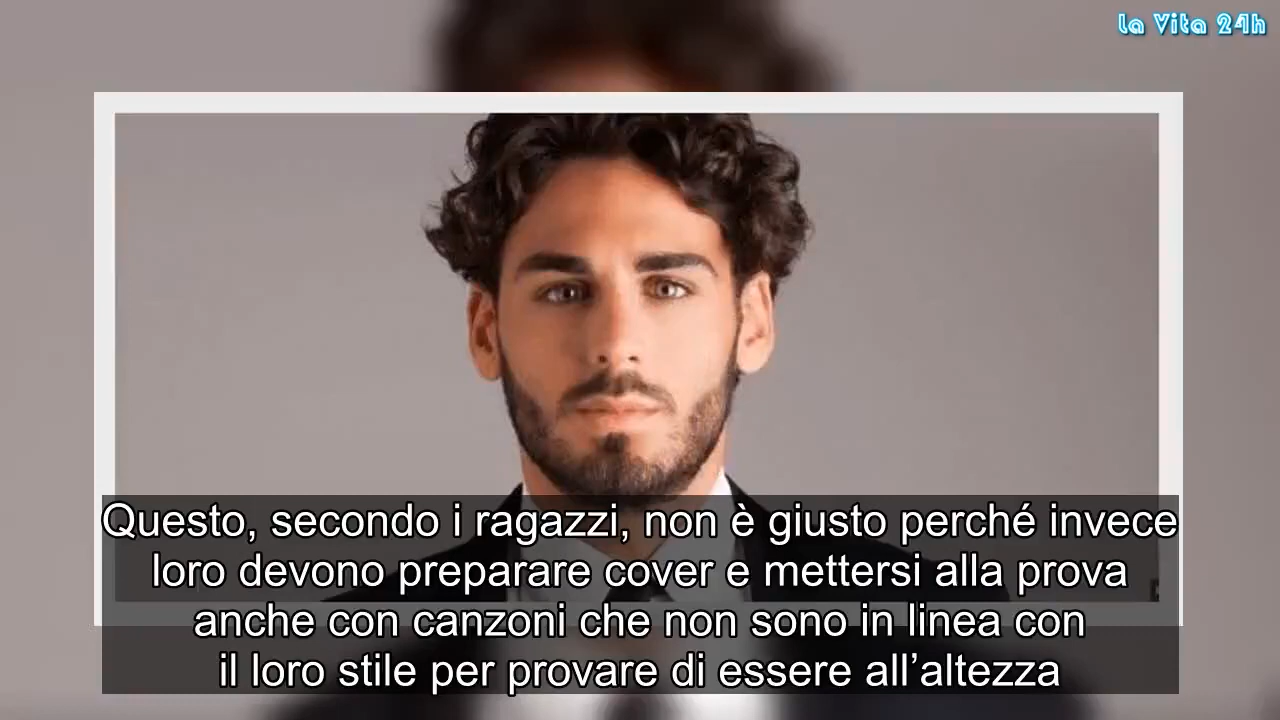 La Vita 24h
Questo, secondo i ragazzi, non è giusto perché invece
loro devono preparare cover e mettersi alla prova
anche con canzoni che non sono in linea con
il loro stile per provare di essere all’altezza